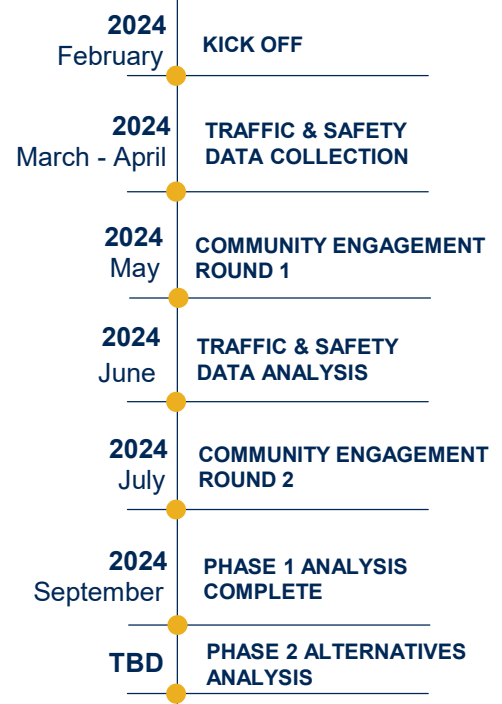 2024
February
KICK OFF
2024
March - April
TRAFFIC & SAFETY
DATA COLLECTION
2024
May
COMMUNITY ENGAGEMENT
ROUND 1
2024
June
TRAFFIC & SAFETY
DATA ANALYSIS
2024
July
COMMUNITY ENGAGEMENT
ROUND 2
2024
September
PHASE 1 ANALYSIS
COMPLETE
TBD
PHASE 2 ALTERNATIVES
ANALYSIS